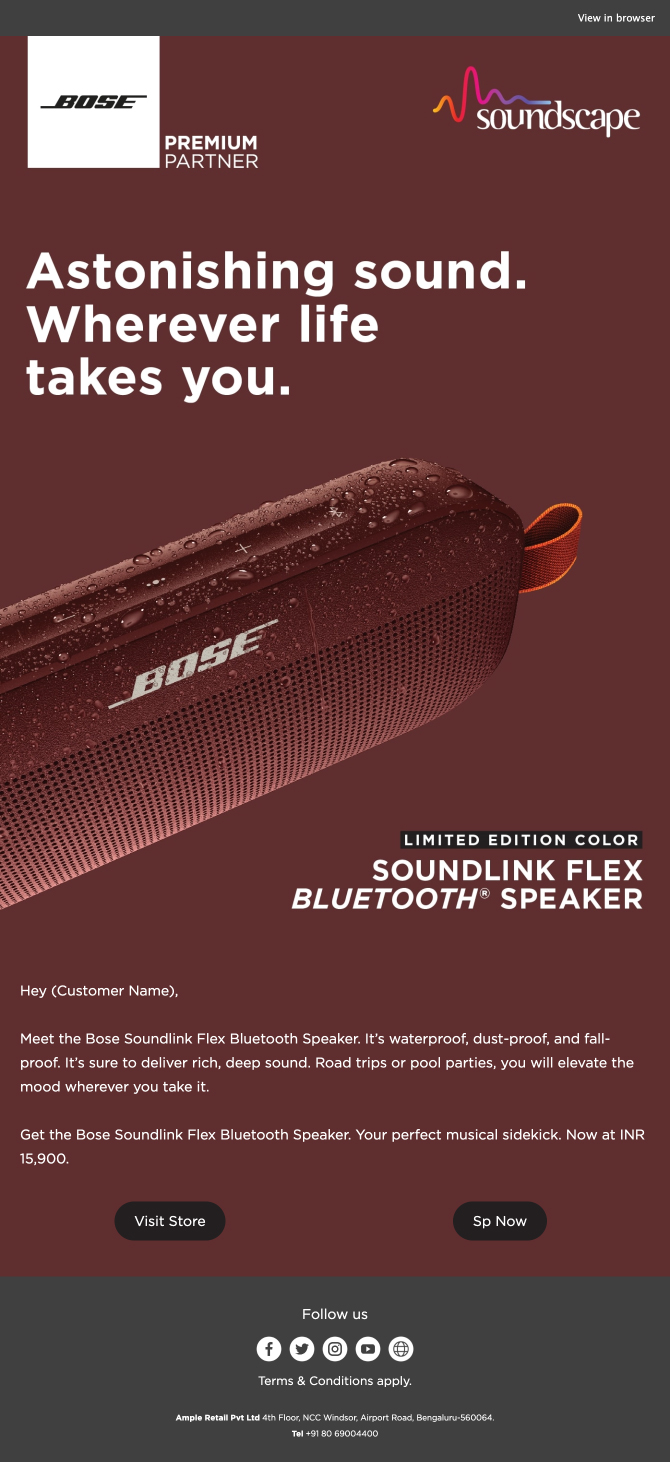 View in browser
BOSE
PREMIUM
PARTNER
soundscape
Astonishing sound.
Wherever life
takes you.
BOSE
LIMITED EDITION COLOR
SOUNDLINK FLEX
BLUETOOTH® SPEAKER
Hey (Customer Name),
Meet the Bose Soundlink Flex Bluetooth Speaker. It’s waterproof, dust-proof, and fall-
proof. It’s sure to deliver rich, deep sound. Road trips or pool parties, you will elevate the
mood wherever you take it.
Get the Bose Soundlink Flex Bluetooth Speaker. Your perfect musical sidekick. Now at INR
15,900.
Visit Store
Sp Now
Follow us
Terms & Conditions apply.
Ample Retail Pvt Ltd 4th Floor, NCC Windsor, Airport Road, Bengaluru-560064.
Tel +91 80 69004400